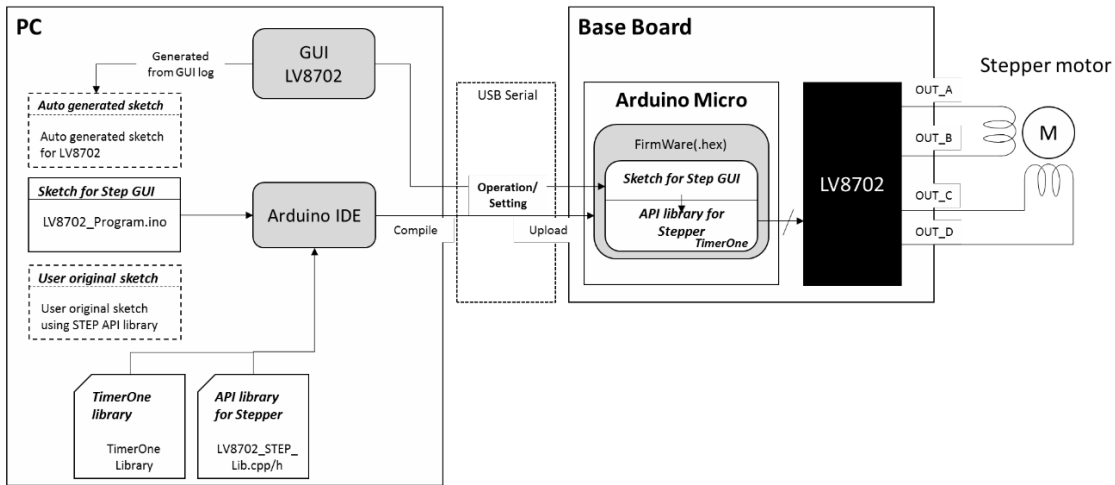 PC
GUI
LV8702
Generated
from GUI log
Auto generated sketch
Auto generated sketch
for LV8702
Sketch for Step GUI
LV8702_Program.ino
User original sketch
User original sketch
using STEP API library
Arduino IDE
Compile
TimerOne
library
TimerOne
Library
API library
for Stepper
LV8702_STEP_
Lib.cpp/h
USB Serial
Operation/
Setting
Upload
Base Board
Arduino Micro
FirmWare(.hex)
Sketch for Step GUI
API library for
Stepper
TimerOne
LV8702
OUT_A
OUT_B
OUT_C
OUT_D
Stepper motor
M